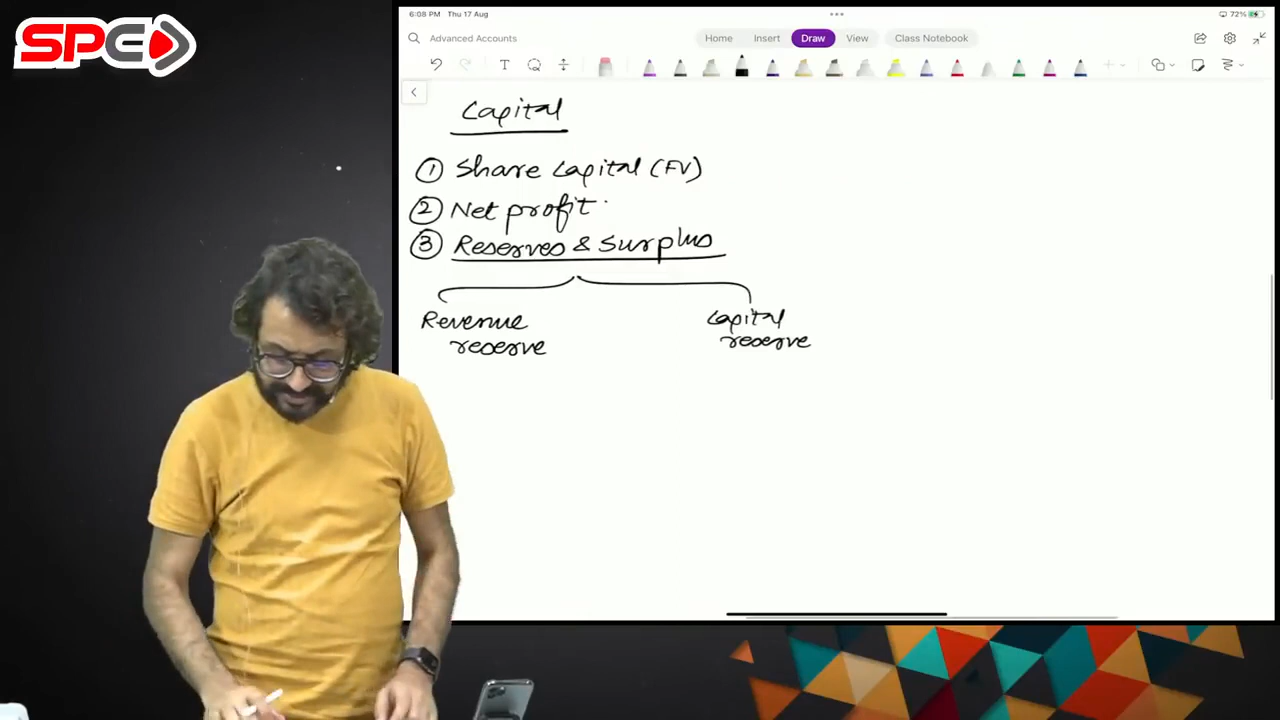 SPE
6:08 PM Thu 17 Aug
72%
Advanced Accounts
Home Insert Draw View Class Notebook
Capital
① Share Capital (FV)
② Net profit
③ Reserves & Surplus
Revenue reserve
Capital reserve